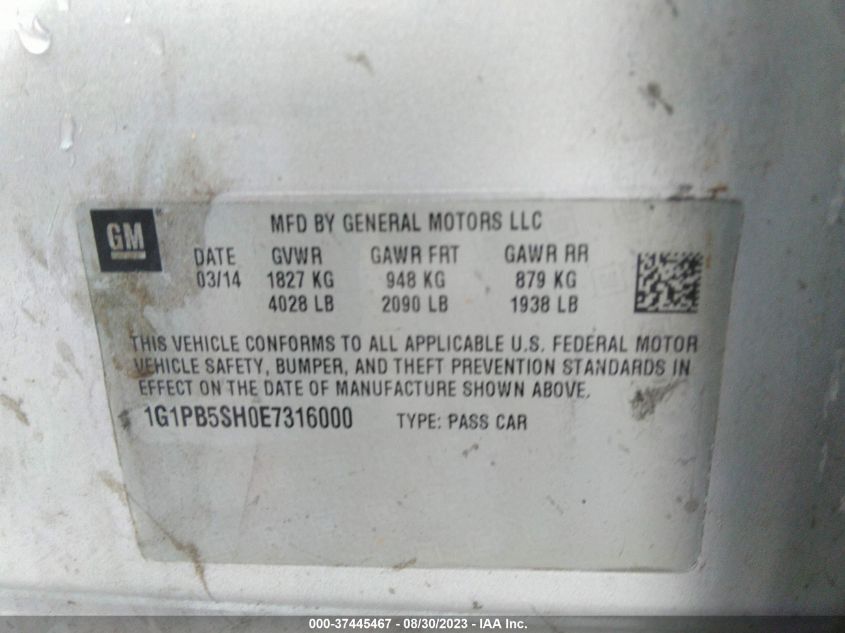 GM
MFD BY GENERAL MOTORS LLC
DATE GVWR GAWR FRT GAWR RR
03/14 1827 KG 948 KG 879 KG
4028 LB 2090 LB 1938 LB
THIS VEHICLE CONFORMS TO ALL APPLICABLE U.S. FEDERAL MOTOR
VEHICLE SAFETY, BUMPER, AND THEFT PREVENTION STANDARDS IN
EFFECT ON THE DATE OF MANUFACTURE SHOWN ABOVE.
1G1PB5SH0E7316000 TYPE: PASS CAR
000-37445467 - 08/30/2023 - IAA Inc.